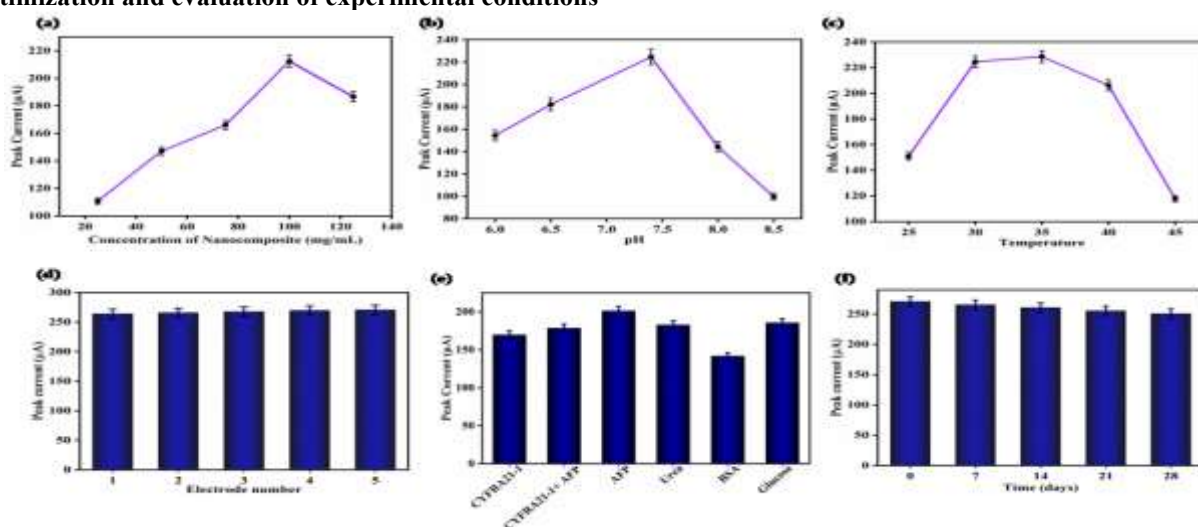 timization and evaluation of experimental conditions
(a)
220
200
180
160
140
120
100
Peak Current (µA)
20 40 60 80 100 120 140
Concentration of Nanocomposite (mg/mL)
(b)
240
220
200
180
160
140
120
100
80
Peak Current (µA)
6.0 6.5 7.0 7.5 8.0 8.5
pH
(c)
240
220
200
180
160
140
120
100
Peak Current (µA)
25 30 35 40 45
Temperature
(d)
300
250
200
150
100
50
0
Peak current (µA)
1 2 3 4 5
Electrode number
(e)
200
150
100
50
0
Peak Current (µA)
CYFRA21-1 CYFRA21-1+ AFP AFP Urea BSA Glucose
(f)
250
200
150
100
50
0
Peak current (µA)
0 7 14 21 28
Time (days)